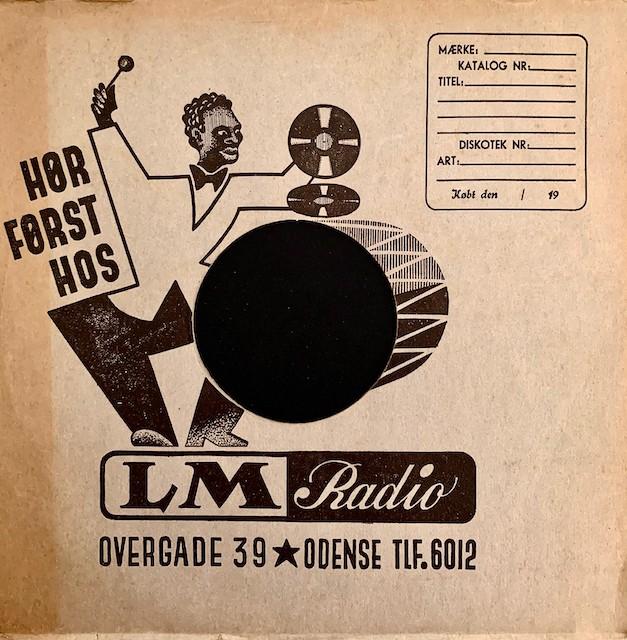 MÆRKE:
KATALOG NR:
TITEL:
DISKOTEK NR:
ART:
Købt den / 19
HØR
FØRST
HOS
LM Radio
OVERGADE 39 ★ ODENSE TLF. 6012